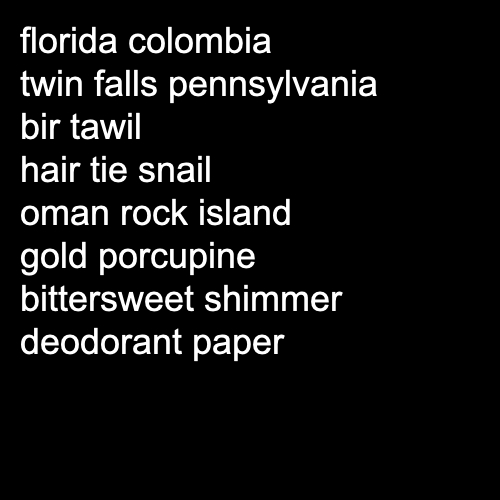 florida colombia
twin falls pennsylvania
bir tawil
hair tie snail
oman rock island
gold porcupine
bittersweet shimmer
deodorant paper